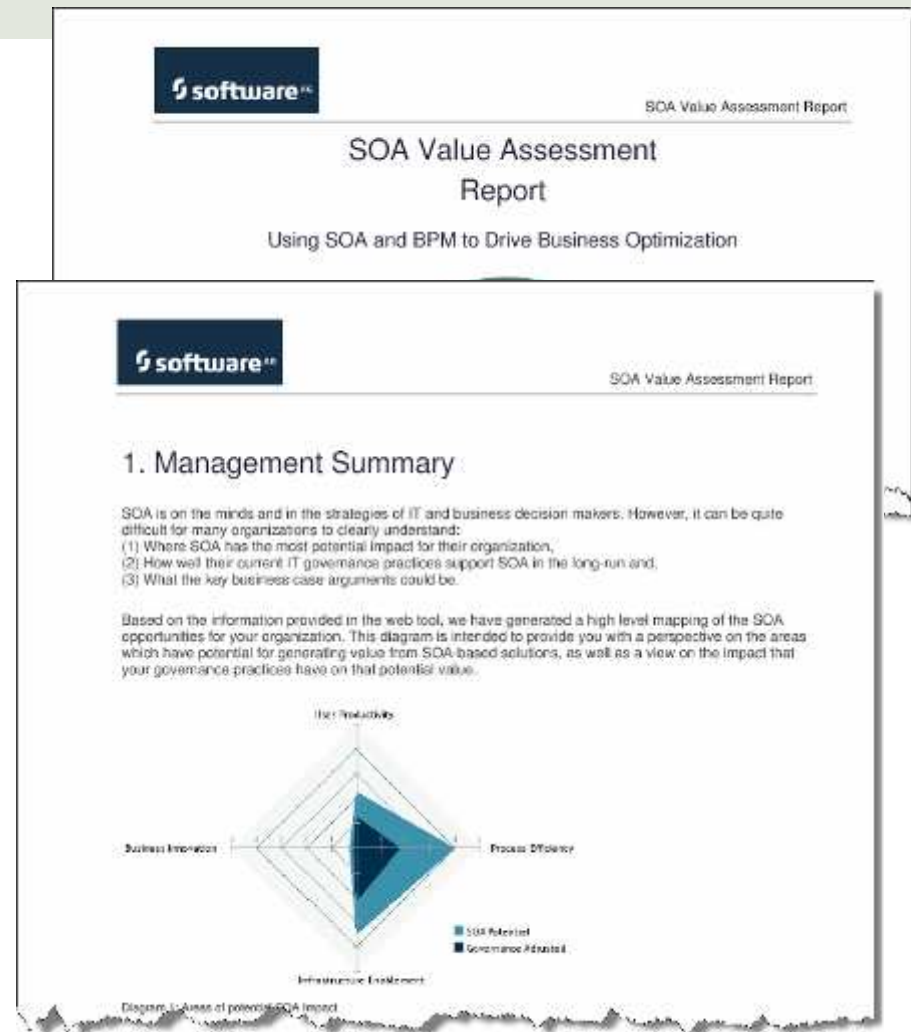 software AG
SOA Value Assessment Report
SOA Value Assessment
Report
Using SOA and BPM to Drive Business Optimization
software AG
SOA Value Assessment Report
1. Management Summary
SOA is on the minds and in the strategies of IT and business decision makers. However, it can be quite
difficult for many organizations to clearly understand:
(1) Where SOA has the most potential impact for their organization,
(2) How well their current IT governance practices support SOA in the long-run and,
(3) What the key business case arguments could be.
Based on the information provided in the web tool, we have generated a high level mapping of the SOA
opportunities for your organization. This diagram is intended to provide you with a perspective on the areas
which have potential for generating value from SOA-based solutions, as well as a view on the impact that
your governance practices have on that potential value.
User Productivity
Business Innovation
Process Efficiency
SOA Potential
Governance Adjusted
Infrastructure Enablement
Diagram 1: Areas of potential SOA Impact